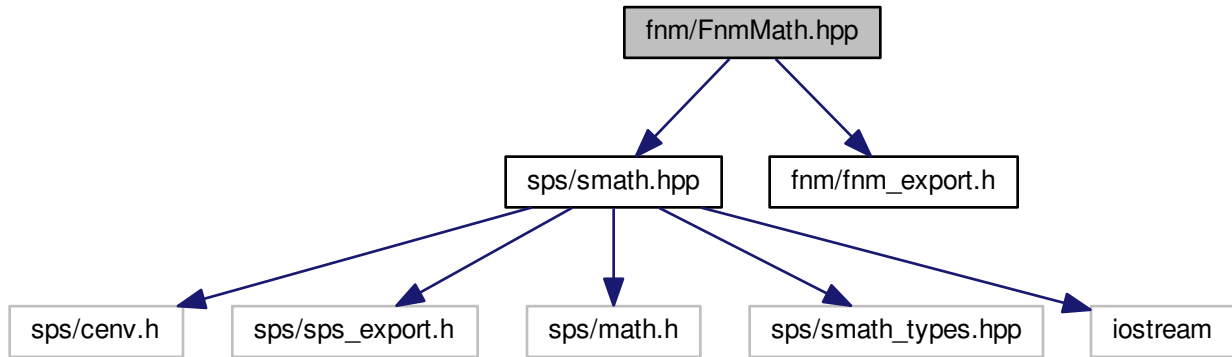 fnm/FnmMath.hpp
sps/smath.hpp
fnm/fnm_export.h
sps/cenv.h
sps/sps_export.h
sps/math.h
sps/smath_types.hpp
iostream